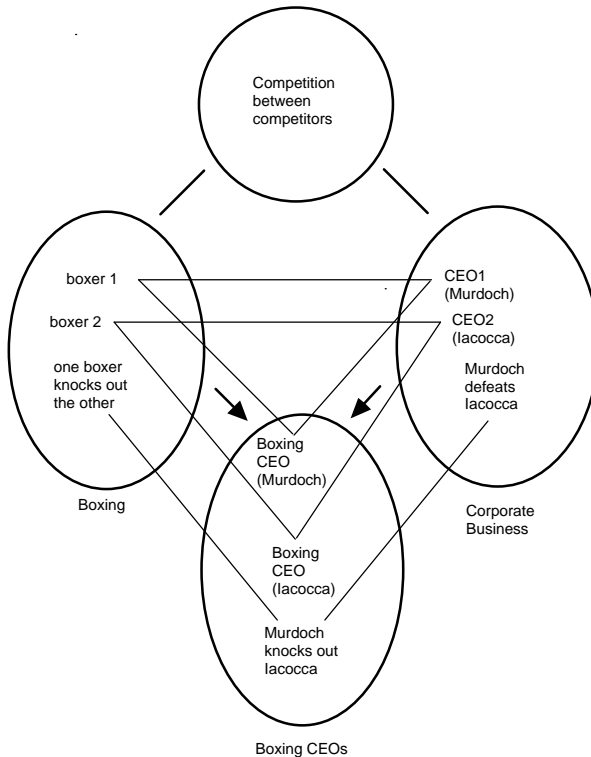 Competition
between
competitors
boxer 1
boxer 2
one boxer
knocks out
the other
Boxing
CEO1
(Murdoch)
CEO2
(Iacocca)
Murdoch
defeats
Iacocca
Corporate
Business
Boxing
CEO
(Murdoch)
Boxing
CEO
(Iacocca)
Murdoch
knocks out
Iacocca
Boxing CEOs